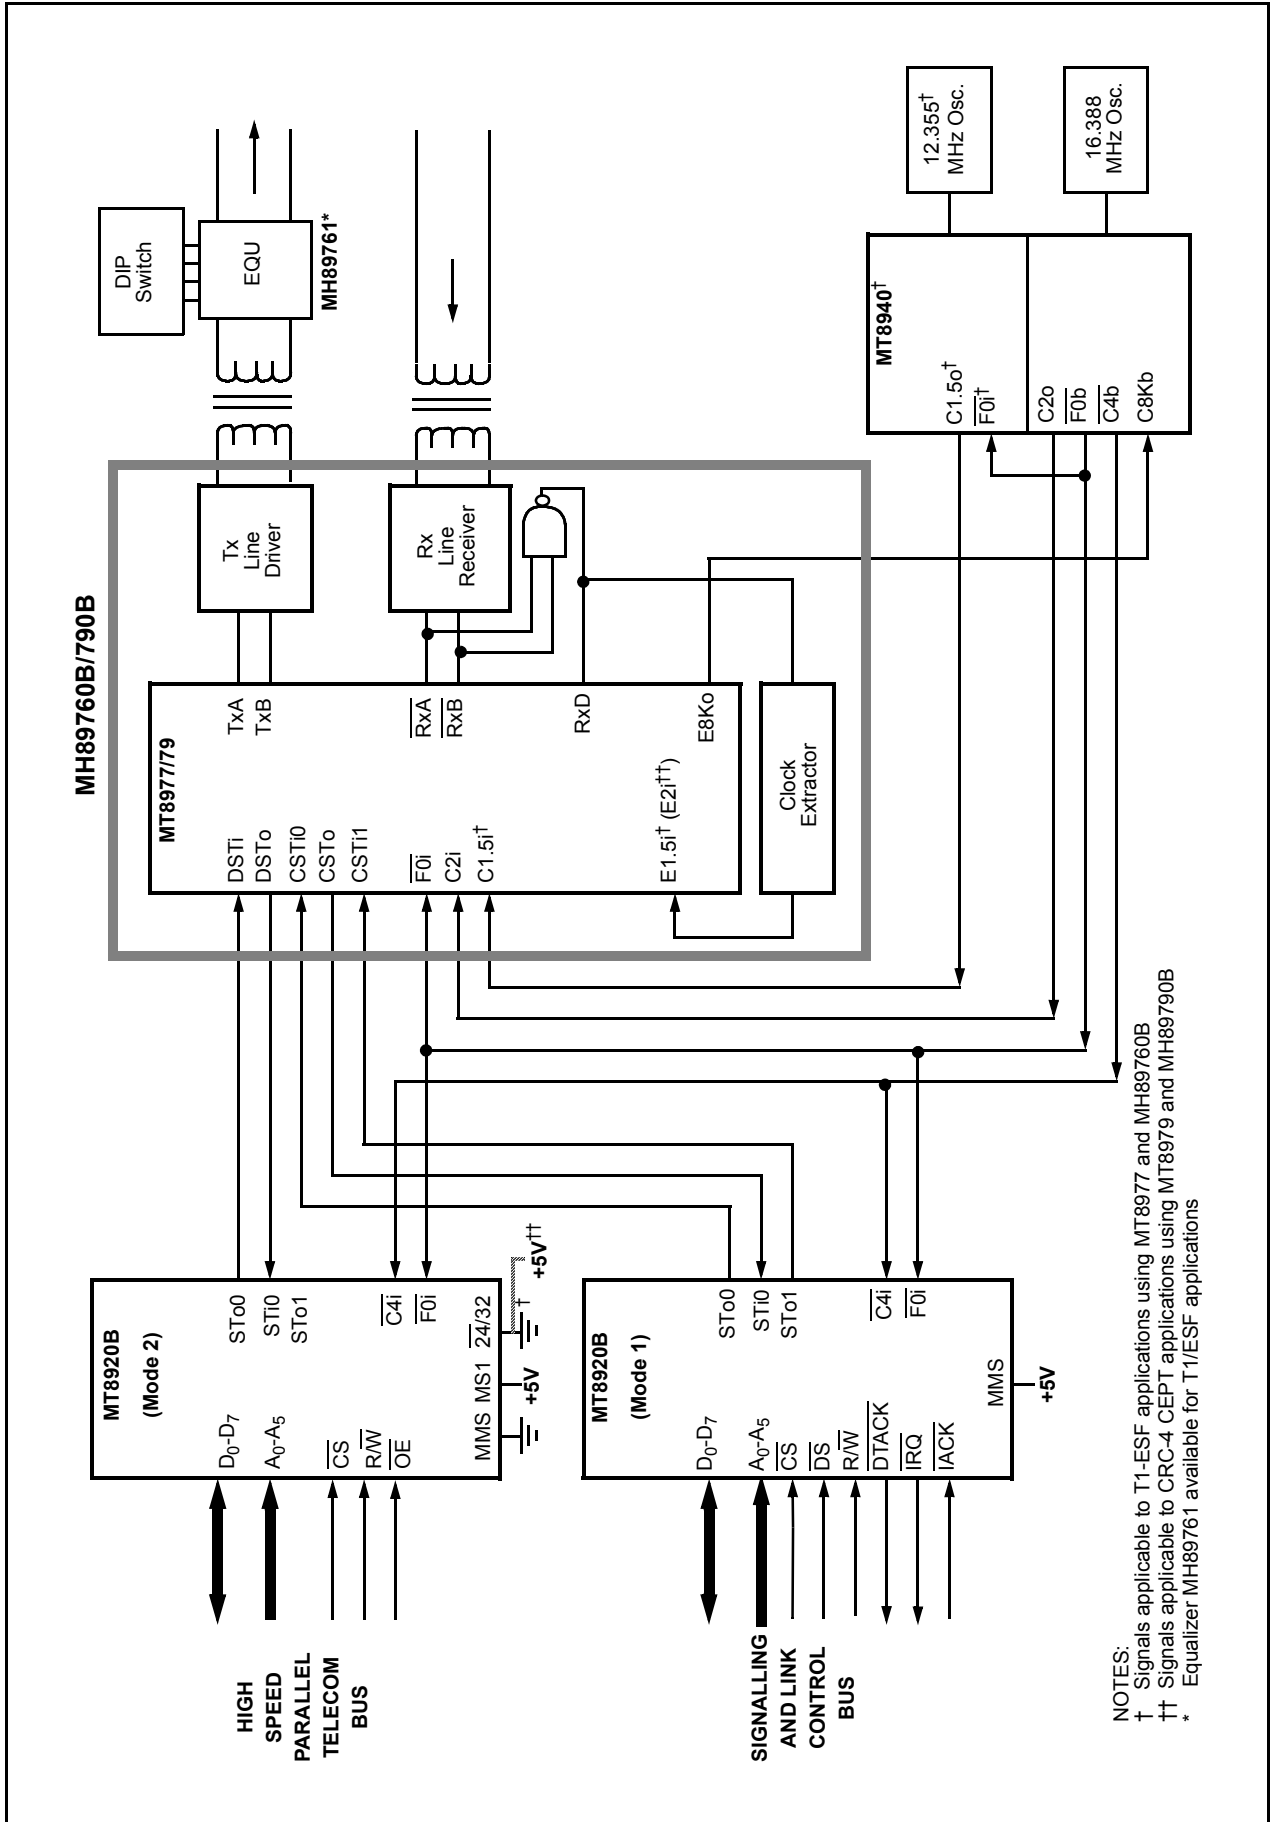 HIGH
SPEED
PARALLEL
TELECOM
BUS
MT8920B
(Mode 2)
D0-D7
A0-A5
CS
R/W
OE
MMS MS1 24/32
+5V
†
+5V††
STo0
STi0
STo1
C4i
F0i
SIGNALLING
AND LINK
CONTROL
BUS
MT8920B
(Mode 1)
D0-D7
A0-A5
CS
DS
R/W
DTACK
IRQ
IACK
MMS
+5V
STo0
STi0
STo1
C4i
F0i
MH89760B/790B
MT8977/79
DSTi
DSTo
CSTi0
CSTo
CSTi1
F0i
C2i
C1.5i†
E1.5i† (E2i††)
TxA
TxB
RxA
RxB
RxD
E8Ko
Clock
Extractor
Tx
Line
Driver
Rx
Line
Receiver
DIP
Switch
EQU
MH89761*
MT8940†
C1.5o†
F0i†
C2o
F0b
C4b
C8Kb
12.355†
MHz Osc.
16.388
MHz Osc.
NOTES:
† Signals applicable to T1-ESF applications using MT8977 and MH89760B
†† Signals applicable to CRC-4 CEPT applications using MT8979 and MH89790B
* Equalizer MH89761 available for T1/ESF applications